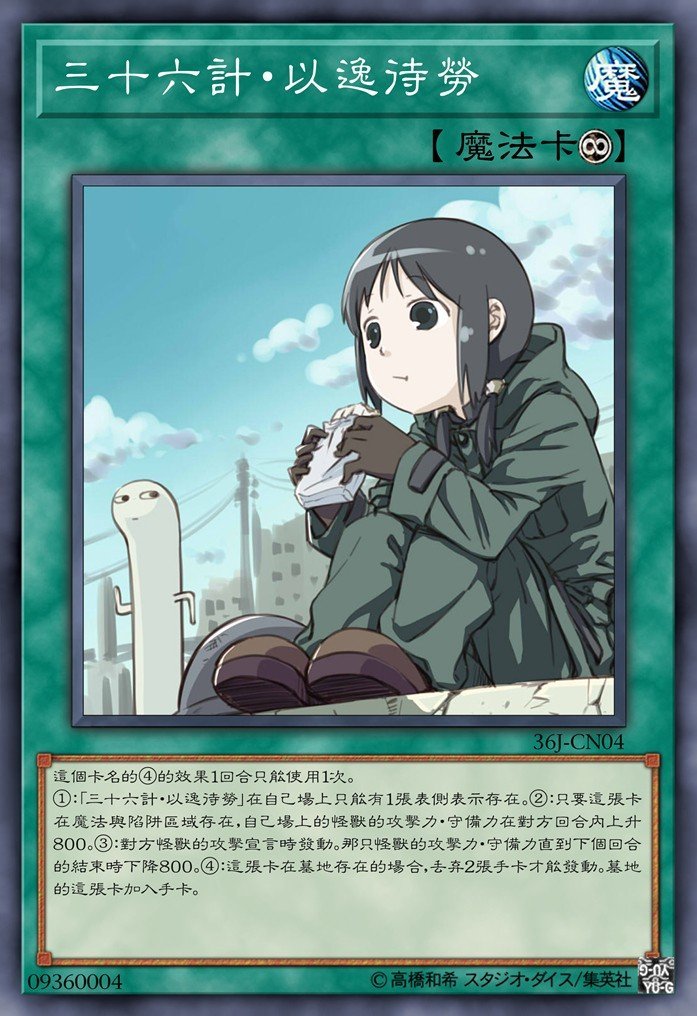 三十六計・以逸待勞
魔
【魔法卡♾】
36J-CN04
這個卡名的④的效果1回合只能使用1次。
①:「三十六計・以逸待勞」在自己場上只能有1張表側表示存在。②:只要這張卡
在魔法與陷阱區域存在,自己場上的怪獸的攻擊力・守備力在對方回合內上升
800。③:對方怪獸的攻擊宣言時發動。那只怪獸的攻擊力・守備力直到下個回合
的結束時下降800。④:這張卡在墓地存在的場合,丟弃2張手卡才能發動。墓地
的這張卡加入手卡。
09360004
©高橋和希 スタジオ・ダイス/集英社